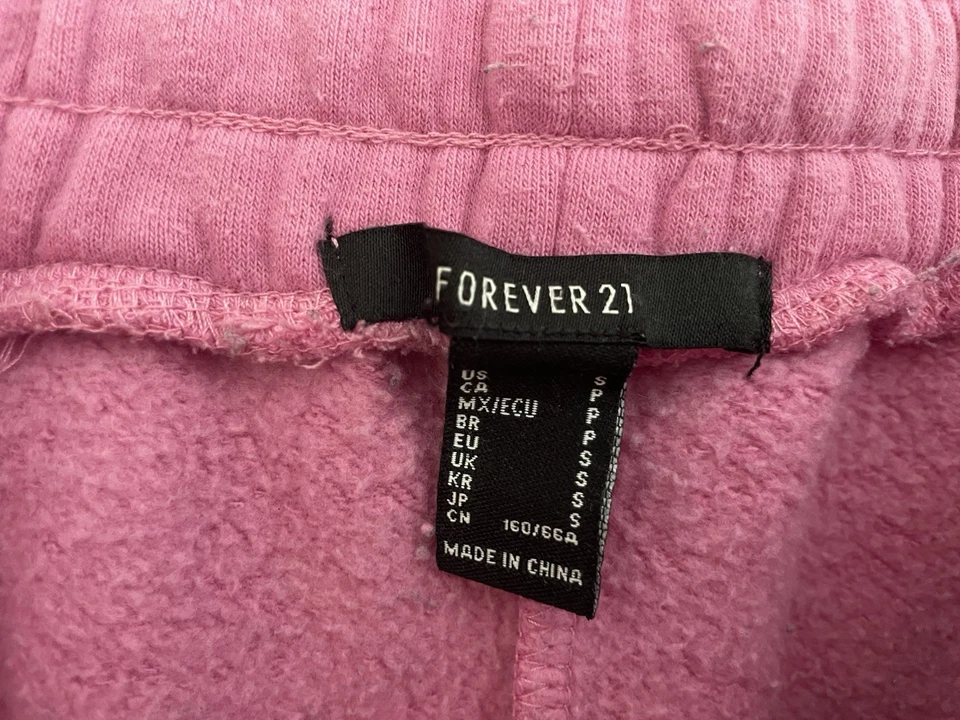 FOREVER 21
US S
CA P
MX/ECU P
BR P
EU S
UK S
KR S
JP S
CN 160/66A
MADE IN CHINA